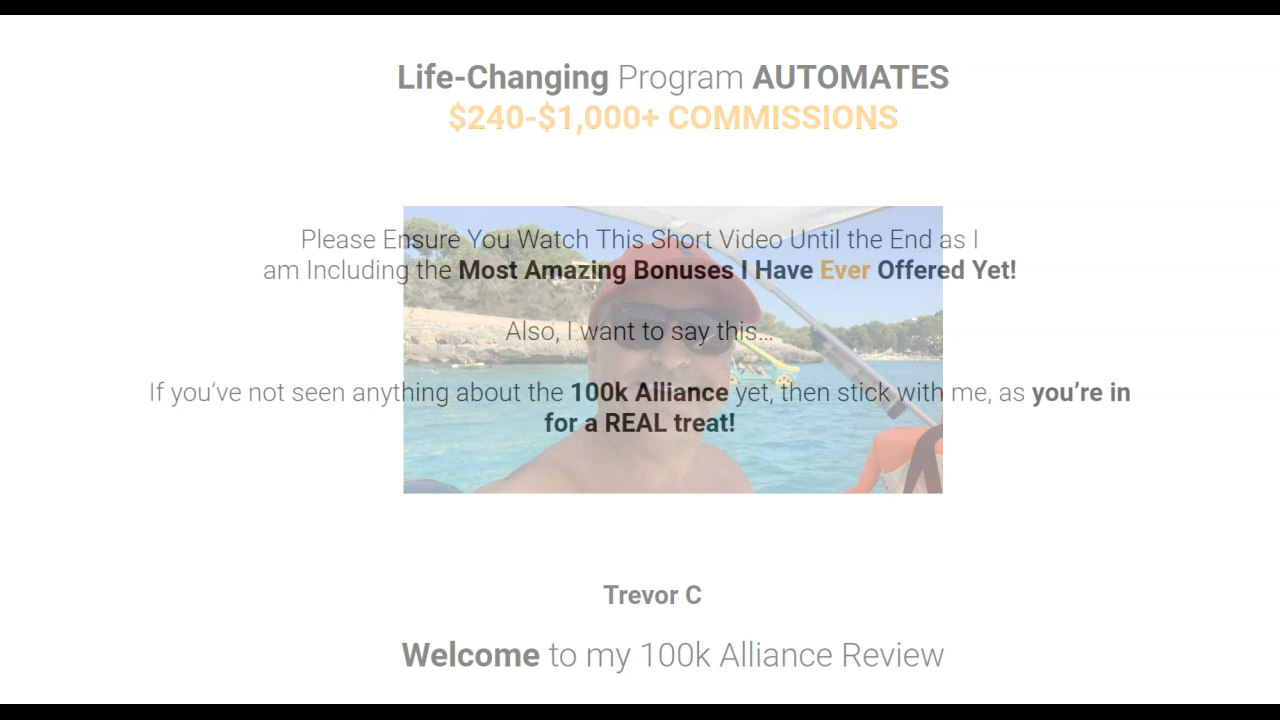 Life-Changing Program AUTOMATES
$240-$1,000+ COMMISSIONS
Please Ensure You Watch This Short Video Until the End as I
am Including the Most Amazing Bonuses I Have Ever Offered Yet!
Also, I want to say this…
If you’ve not seen anything about the 100k Alliance yet, then stick with me, as you’re in
for a REAL treat!
Trevor C
Welcome to my 100k Alliance Review